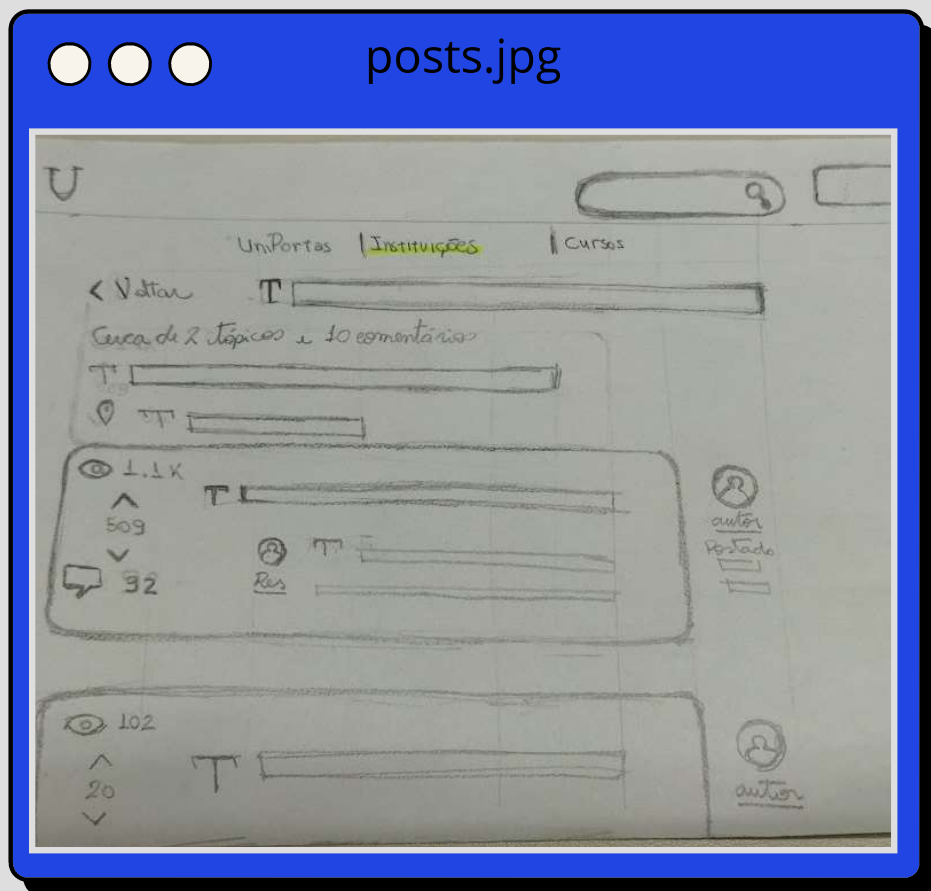 posts.jpg
U
UniPortas | Instituições | Cursos
< Voltar T
Cerca de 2 tópicos e 10 comentários
T
T
1.1K
T
509
92
T
Res
autor
Postado
102
T
20
autor